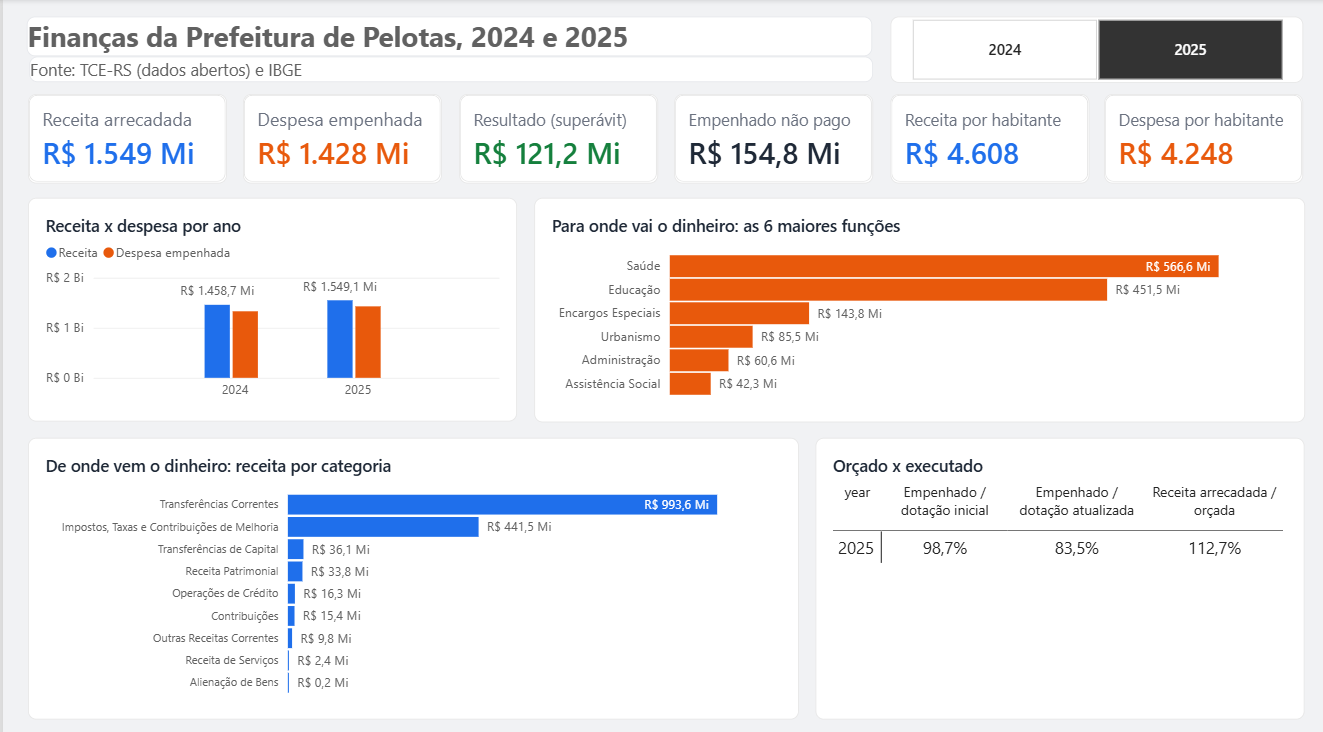 Finanças da Prefeitura de Pelotas, 2024 e 2025
Fonte: TCE-RS (dados abertos) e IBGE
2024
2025
Receita arrecadada
R$ 1.549 Mi
Despesa empenhada
R$ 1.428 Mi
Resultado (superávit)
R$ 121,2 Mi
Empenhado não pago
R$ 154,8 Mi
Receita por habitante
R$ 4.608
Despesa por habitante
R$ 4.248
Receita x despesa por ano
Receita
Despesa empenhada
R$ 2 Bi
R$ 1 Bi
R$ 0 Bi
R$ 1.458,7 Mi
R$ 1.549,1 Mi
2024
2025
Para onde vai o dinheiro: as 6 maiores funções
Saúde R$ 566,6 Mi
Educação R$ 451,5 Mi
Encargos Especiais R$ 143,8 Mi
Urbanismo R$ 85,5 Mi
Administração R$ 60,6 Mi
Assistência Social R$ 42,3 Mi
De onde vem o dinheiro: receita por categoria
Transferências Correntes R$ 993,6 Mi
Impostos, Taxas e Contribuições de Melhoria R$ 441,5 Mi
Transferências de Capital R$ 36,1 Mi
Receita Patrimonial R$ 33,8 Mi
Operações de Crédito R$ 16,3 Mi
Contribuições R$ 15,4 Mi
Outras Receitas Correntes R$ 9,8 Mi
Receita de Serviços R$ 2,4 Mi
Alienação de Bens R$ 0,2 Mi
Orçado x executado
year
Empenhado /
dotação inicial
Empenhado /
dotação atualizada
Receita arrecadada /
orçada
2025 98,7% 83,5% 112,7%